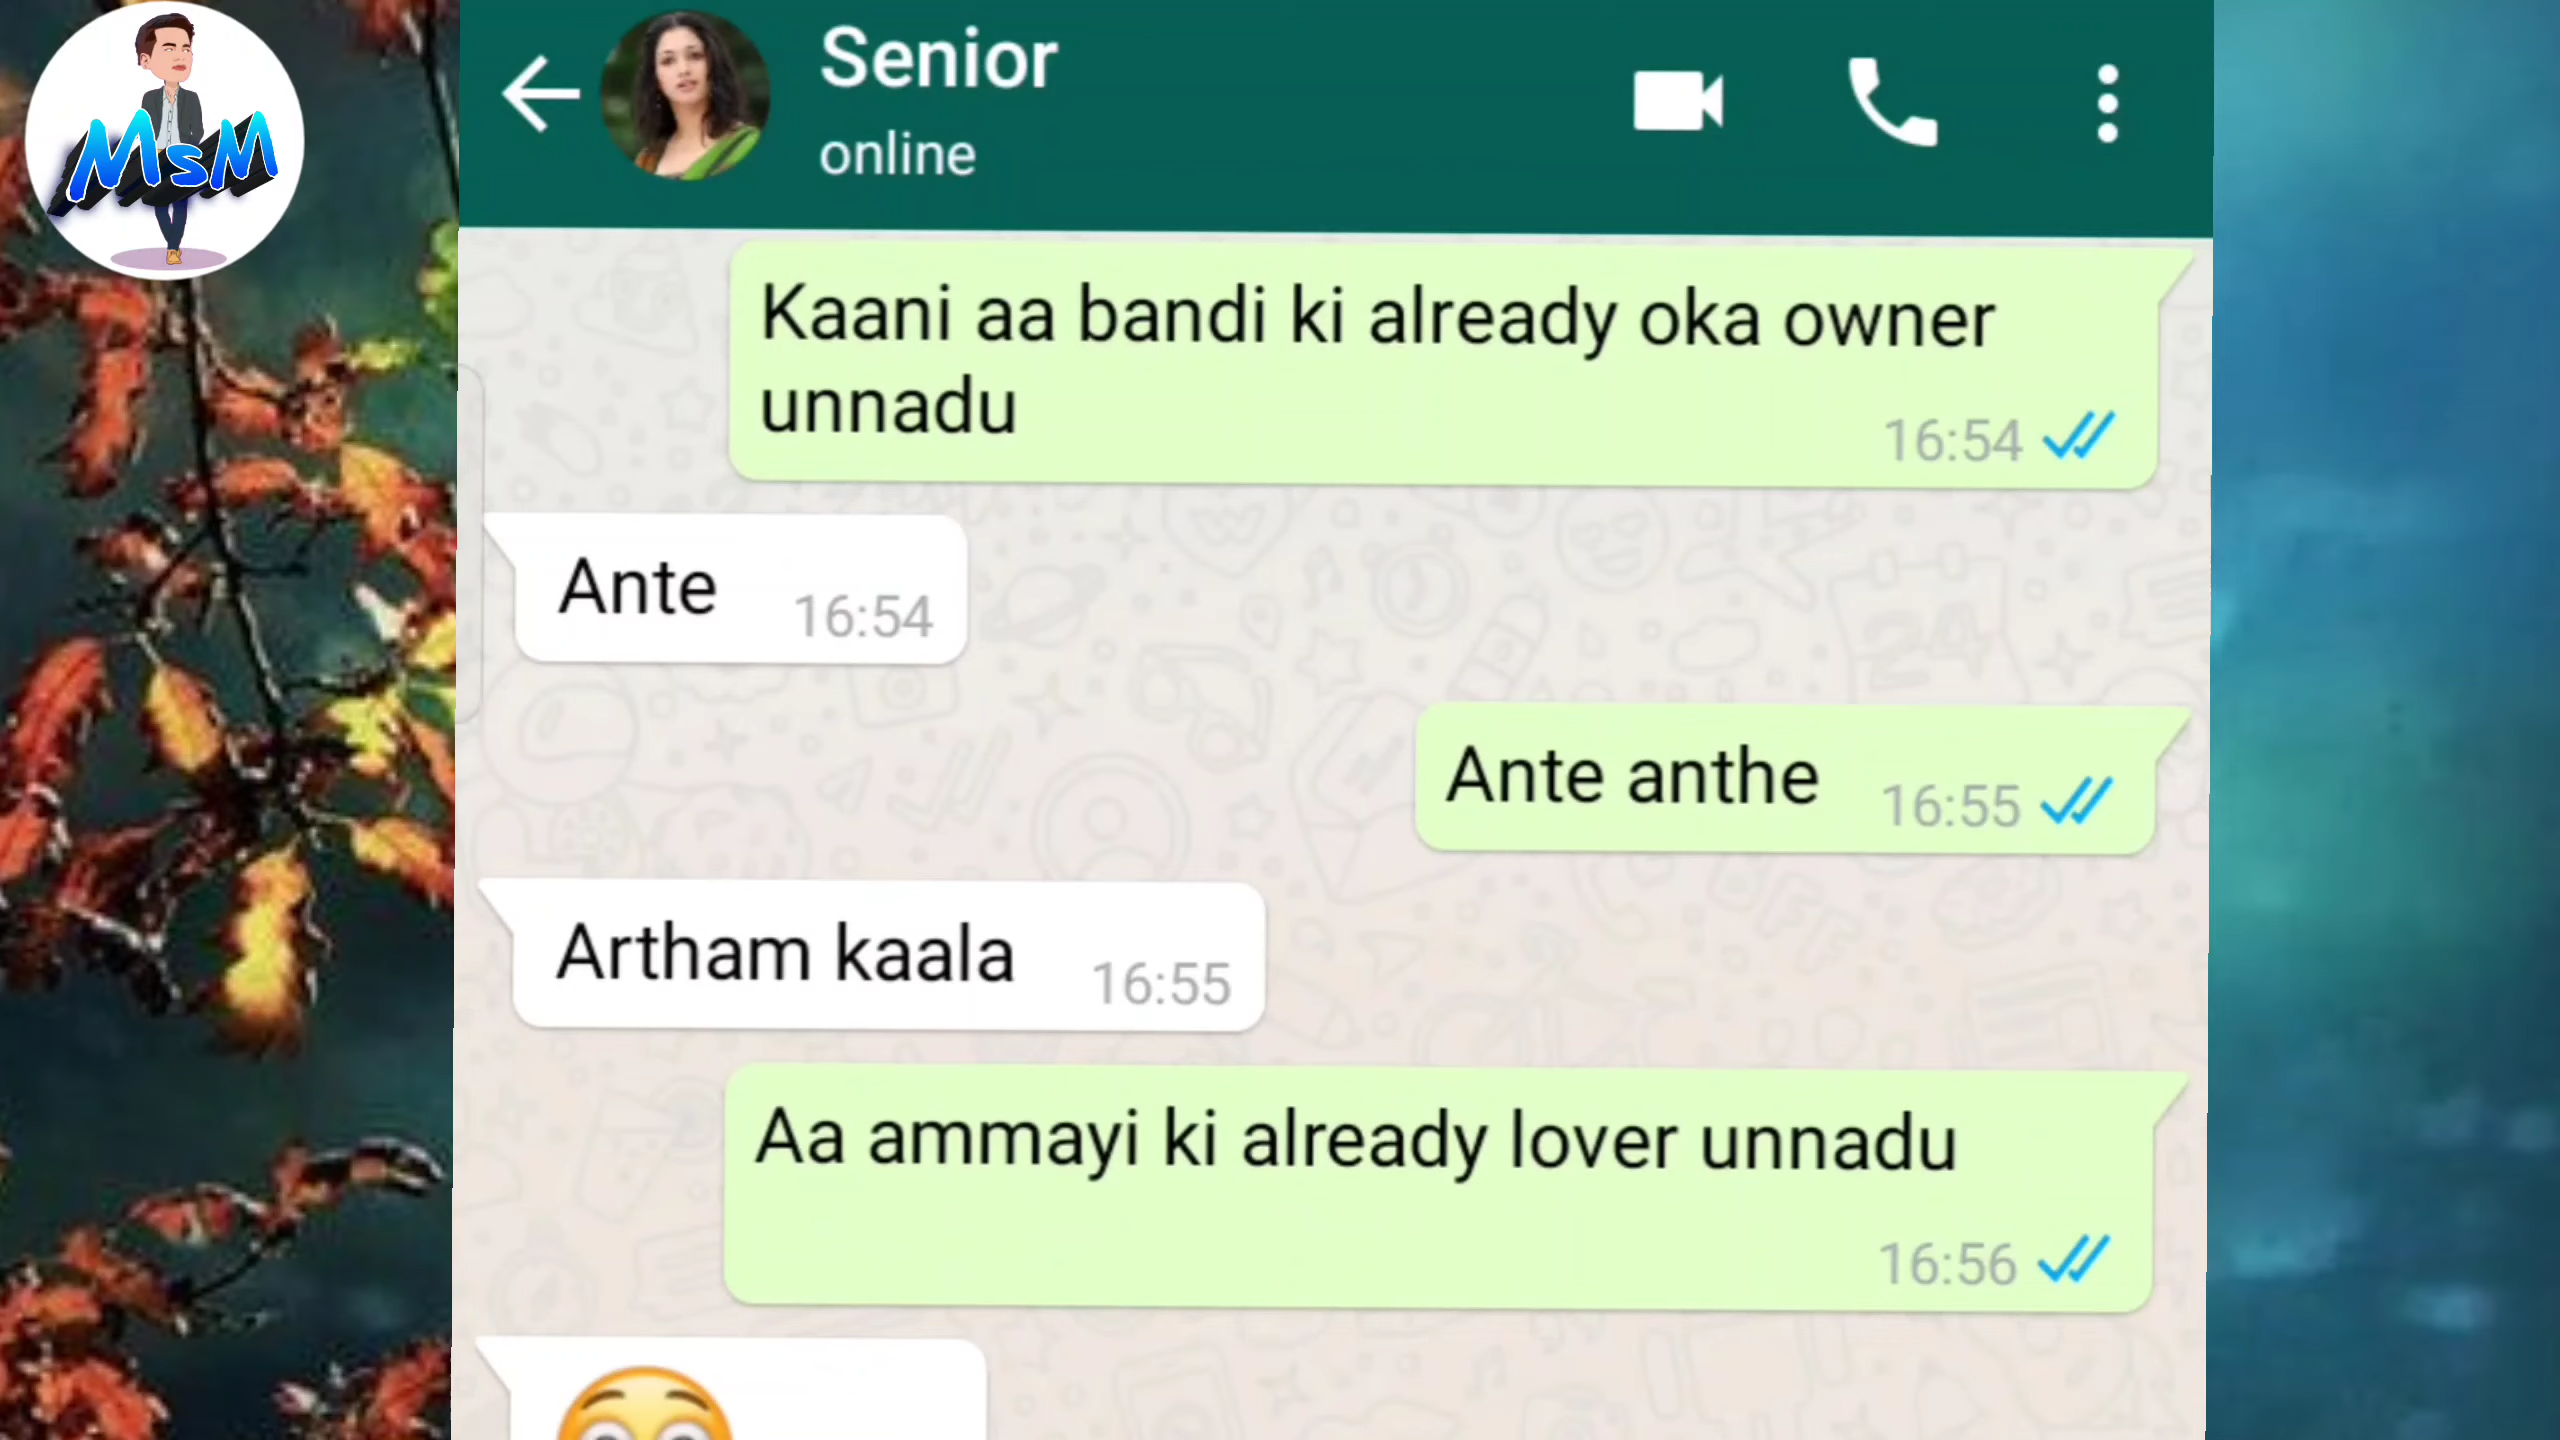 MsM
Senior
online
Kaani aa bandi ki already oka owner
unnadu
16:54
Ante
16:54
Ante anthe
16:55
Artham kaala
16:55
Aa ammayi ki already lover unnadu
16:56